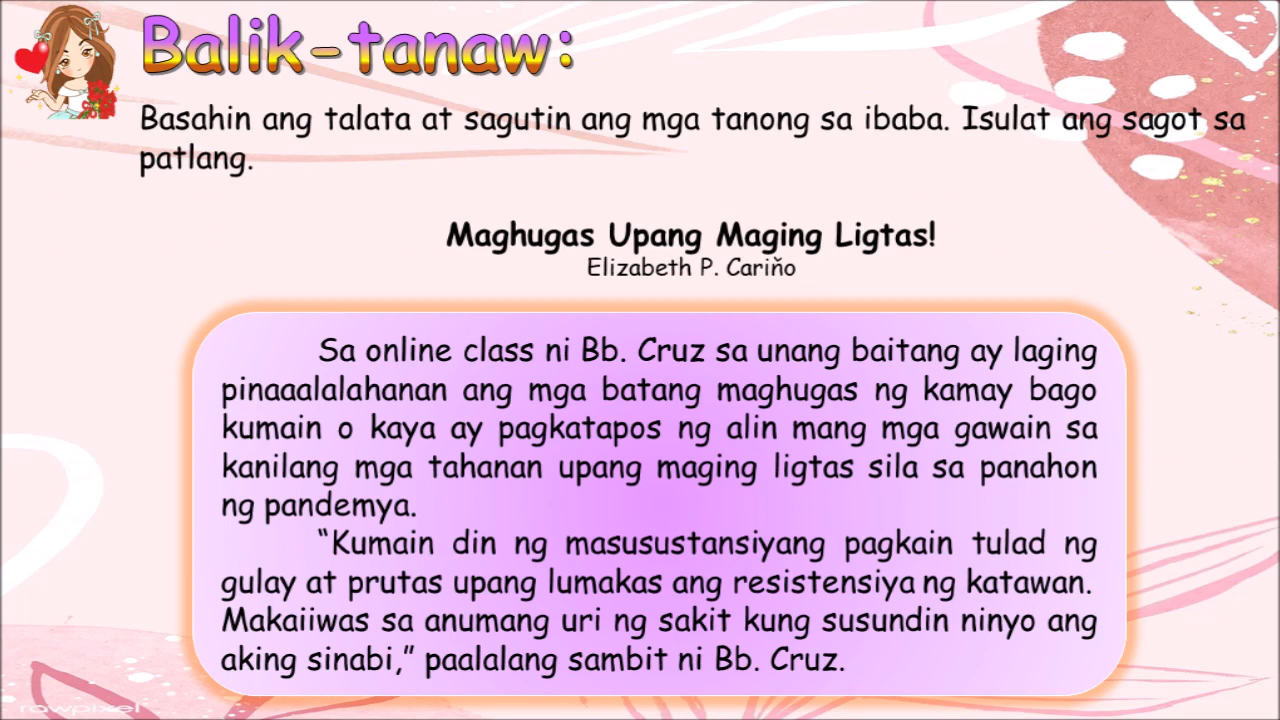 Balik-tanaw:
Basahin ang talata at sagutin ang mga tanong sa ibaba. Isulat ang sagot sa
patlang.
Maghugas Upang Maging Ligtas!
Elizabeth P. Cariňo
Sa online class ni Bb. Cruz sa unang baitang ay laging
pinaaalalahanan ang mga batang maghugas ng kamay bago
kumain o kaya ay pagkatapos ng alin mang mga gawain sa
kanilang mga tahanan upang maging ligtas sila sa panahon
ng pandemya.
“Kumain din ng masusustansiyang pagkain tulad ng
gulay at prutas upang lumakas ang resistensiya ng katawan.
Makaiiwas sa anumang uri ng sakit kung susundin ninyo ang
aking sinabi,” paalalang sambit ni Bb. Cruz.
rawpixel